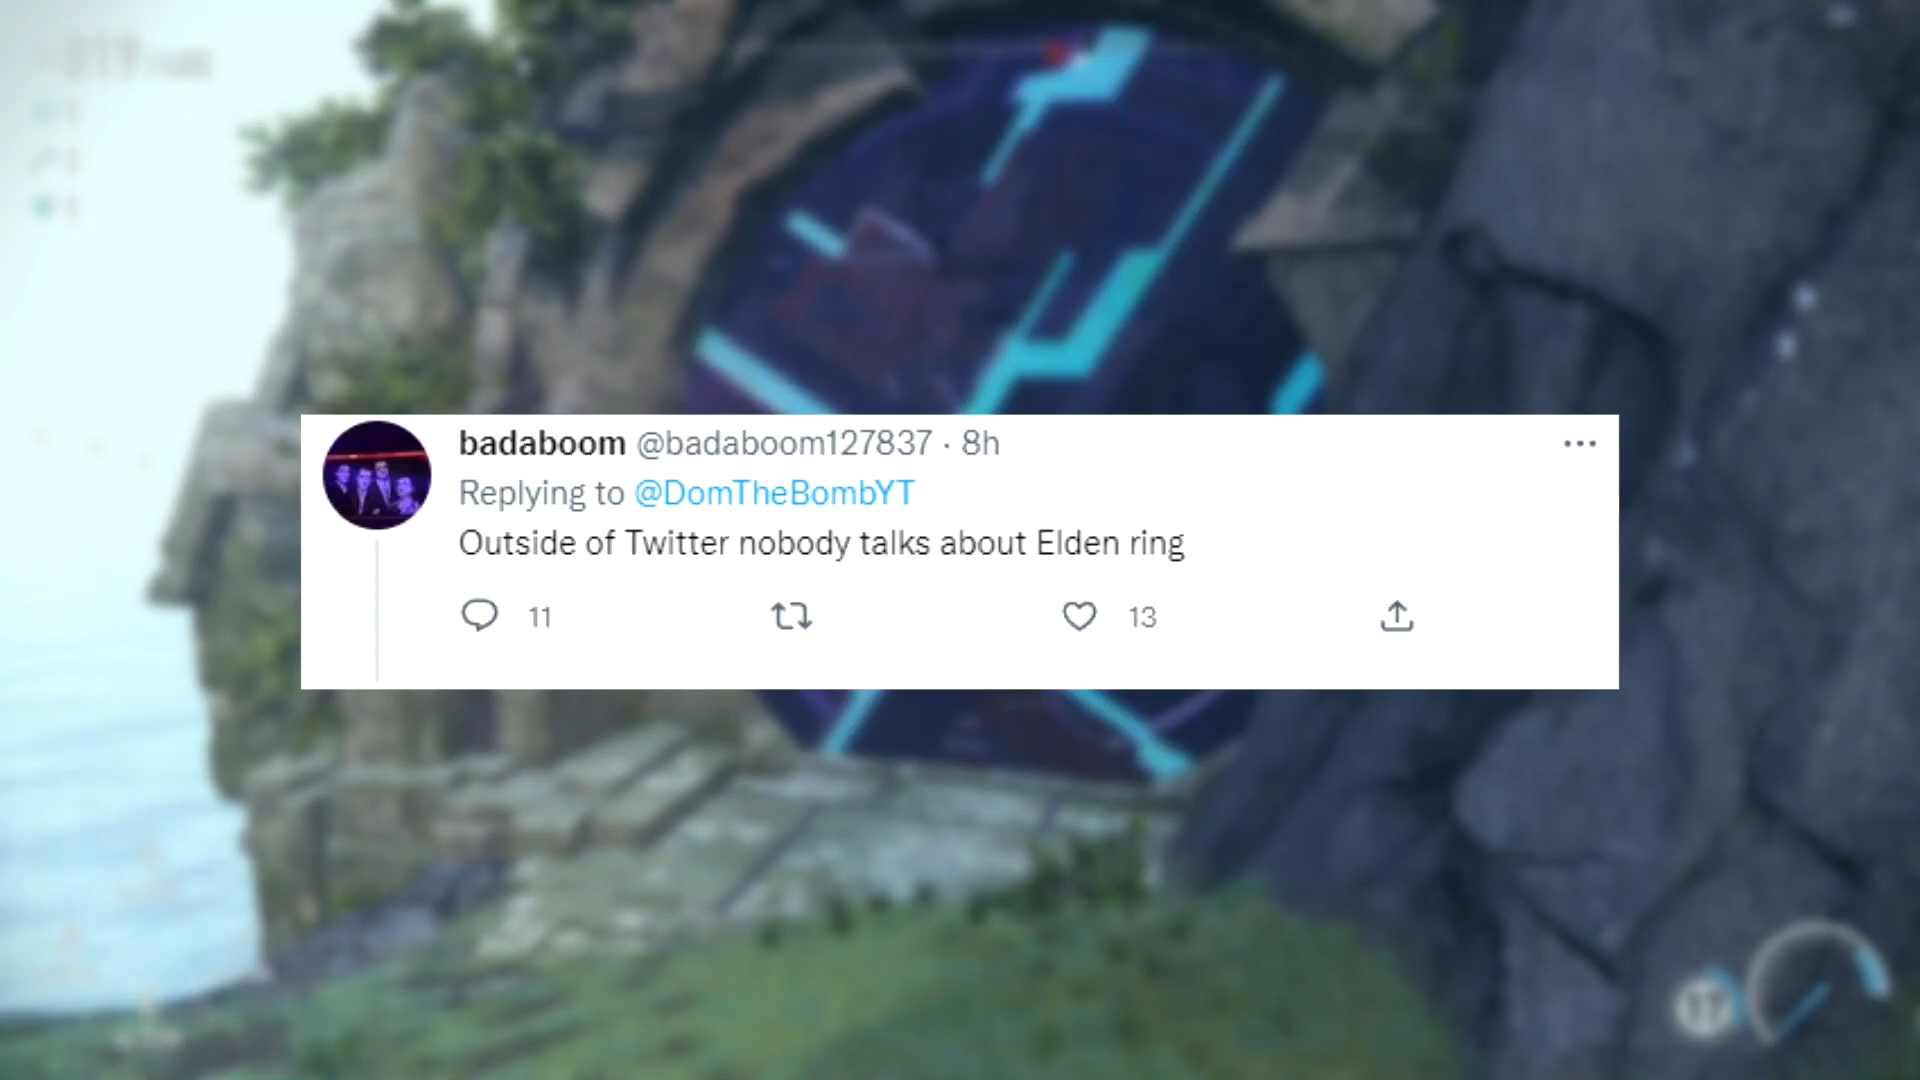 badaboom @badaboom127837 · 8h
Replying to @DomTheBombYT
Outside of Twitter nobody talks about Elden ring
11 13